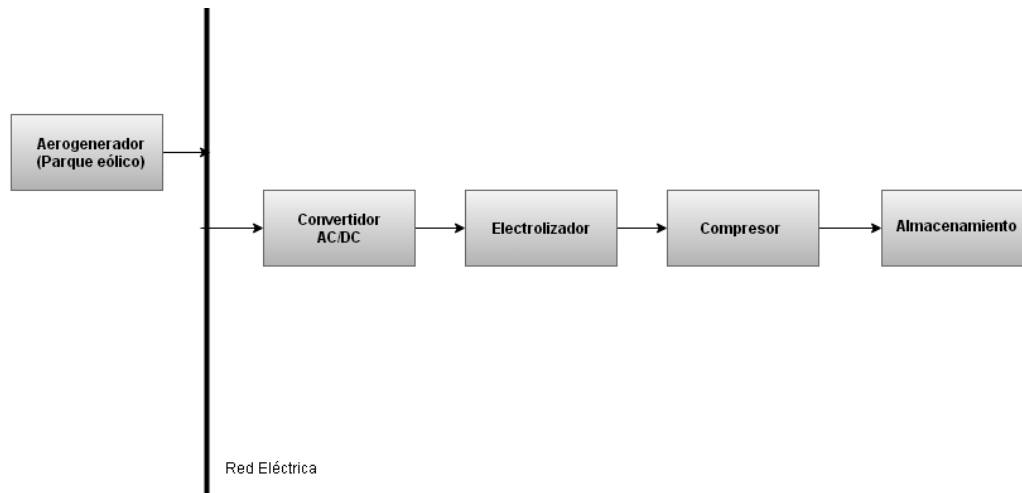 Aerogenerador
(Parque eólico)
Convertidor
AC/DC
Electrolizador
Compresor
Almacenamiento
Red Eléctrica